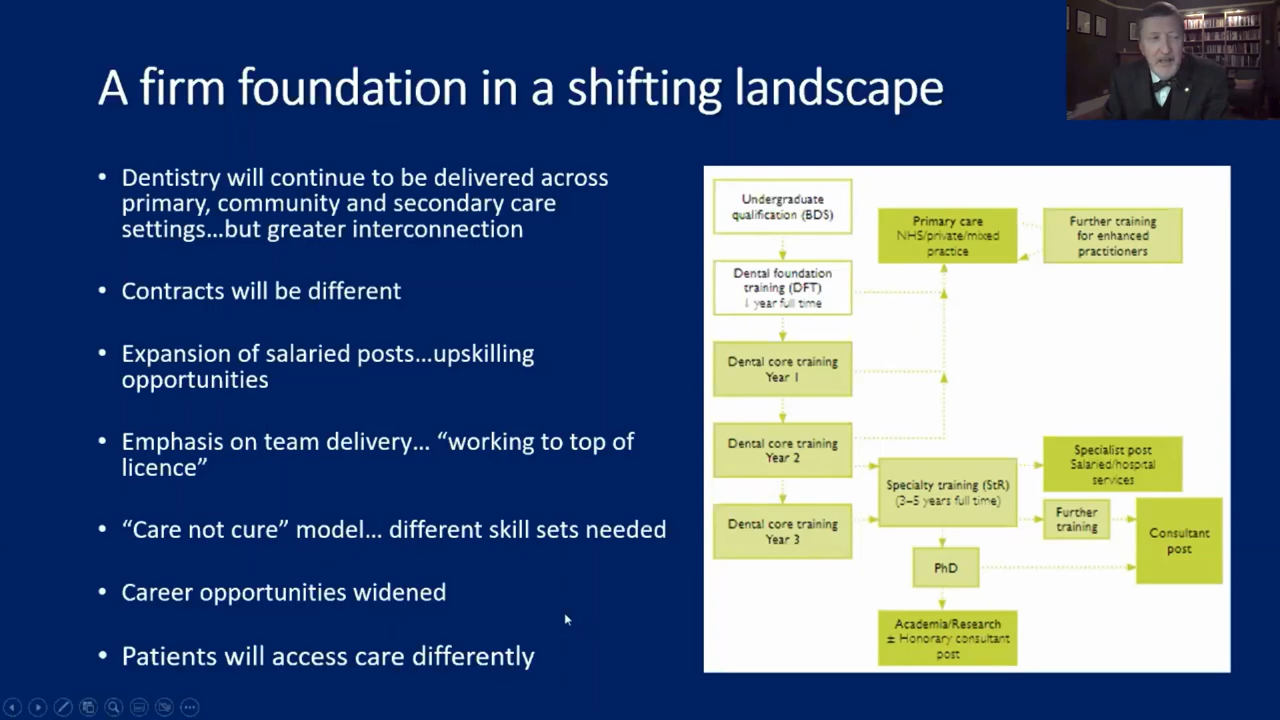 A firm foundation in a shifting landscape
• Dentistry will continue to be delivered across
primary, community and secondary care
settings…but greater interconnection
• Contracts will be different
• Expansion of salaried posts…upskilling
opportunities
• Emphasis on team delivery… “working to top of
licence”
• “Care not cure” model… different skill sets needed
• Career opportunities widened
• Patients will access care differently
Undergraduate
qualification (BDS)
Dental foundation
training (DFT)
1 year full time
Dental core training
Year 1
Dental core training
Year 2
Dental core training
Year 3
Primary care
NHS/private/mixed
practice
Further training
for enhanced
practitioners
Specialty training (StR)
(3–5 years full time)
Specialist post
Salaried/hospital
services
Further
training
Consultant
post
PhD
Academia/Research
± Honorary consultant
post